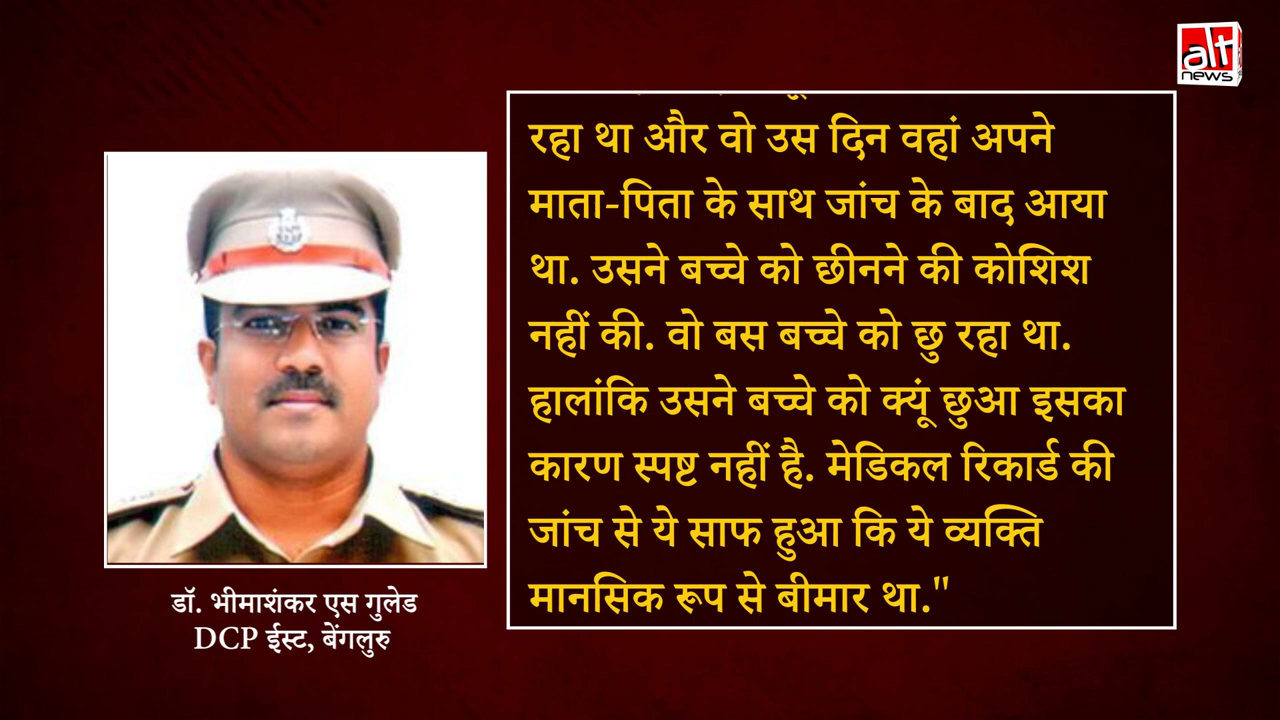 alt
news
रहा था और वो उस दिन वहां अपने
माता-पिता के साथ जांच के बाद आया
था. उसने बच्चे को छीनने की कोशिश
नहीं की. वो बस बच्चे को छु रहा था.
हालांकि उसने बच्चे को क्यूं छुआ इसका
कारण स्पष्ट नहीं है. मेडिकल रिकार्ड की
जांच से ये साफ हुआ कि ये व्यक्ति
मानसिक रूप से बीमार था."
डॉ. भीमाशंकर एस गुलेड
DCP ईस्ट, बेंगलुरु